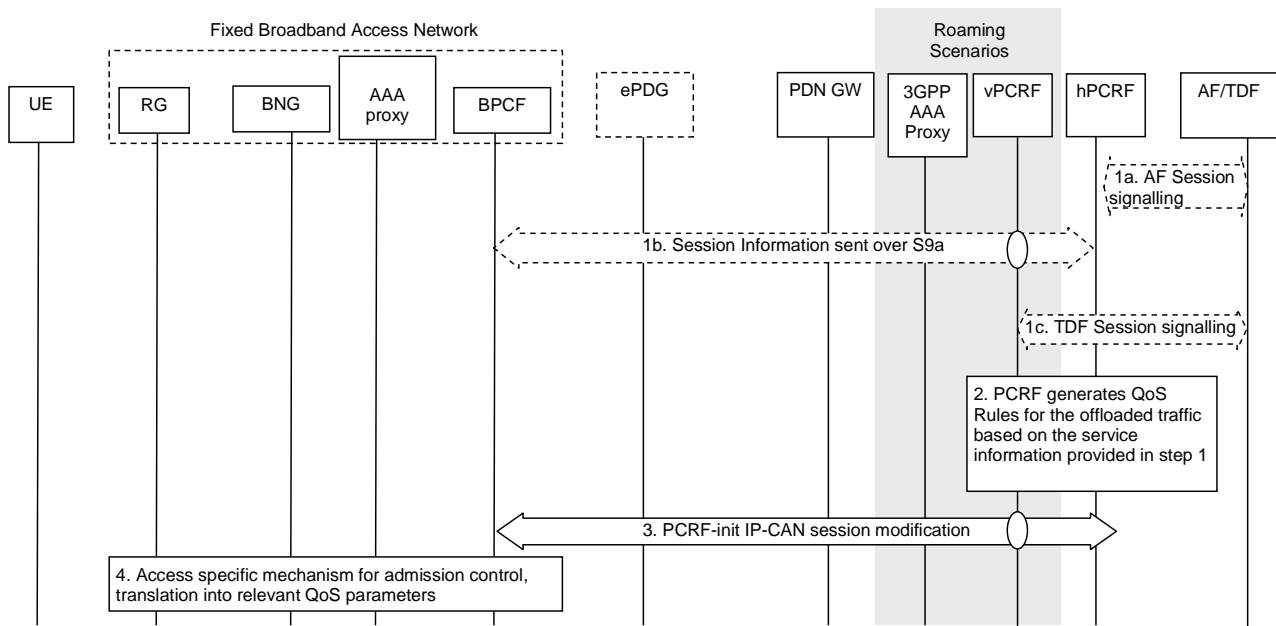 Fixed Broadband Access Network
Roaming
Scenarios
UE
RG
BNG
AAA
proxy
BPCF
ePDG
PDN GW
3GPP
AAA
Proxy
vPCRF
hPCRF
AF/TDF
1a. AF Session
signalling
1b. Session Information sent over S9a
1c. TDF Session signalling
2. PCRF generates QoS
Rules for the offloaded traffic
based on the service
information provided in step 1
3. PCRF-init IP-CAN session modification
4. Access specific mechanism for admission control,
translation into relevant QoS parameters